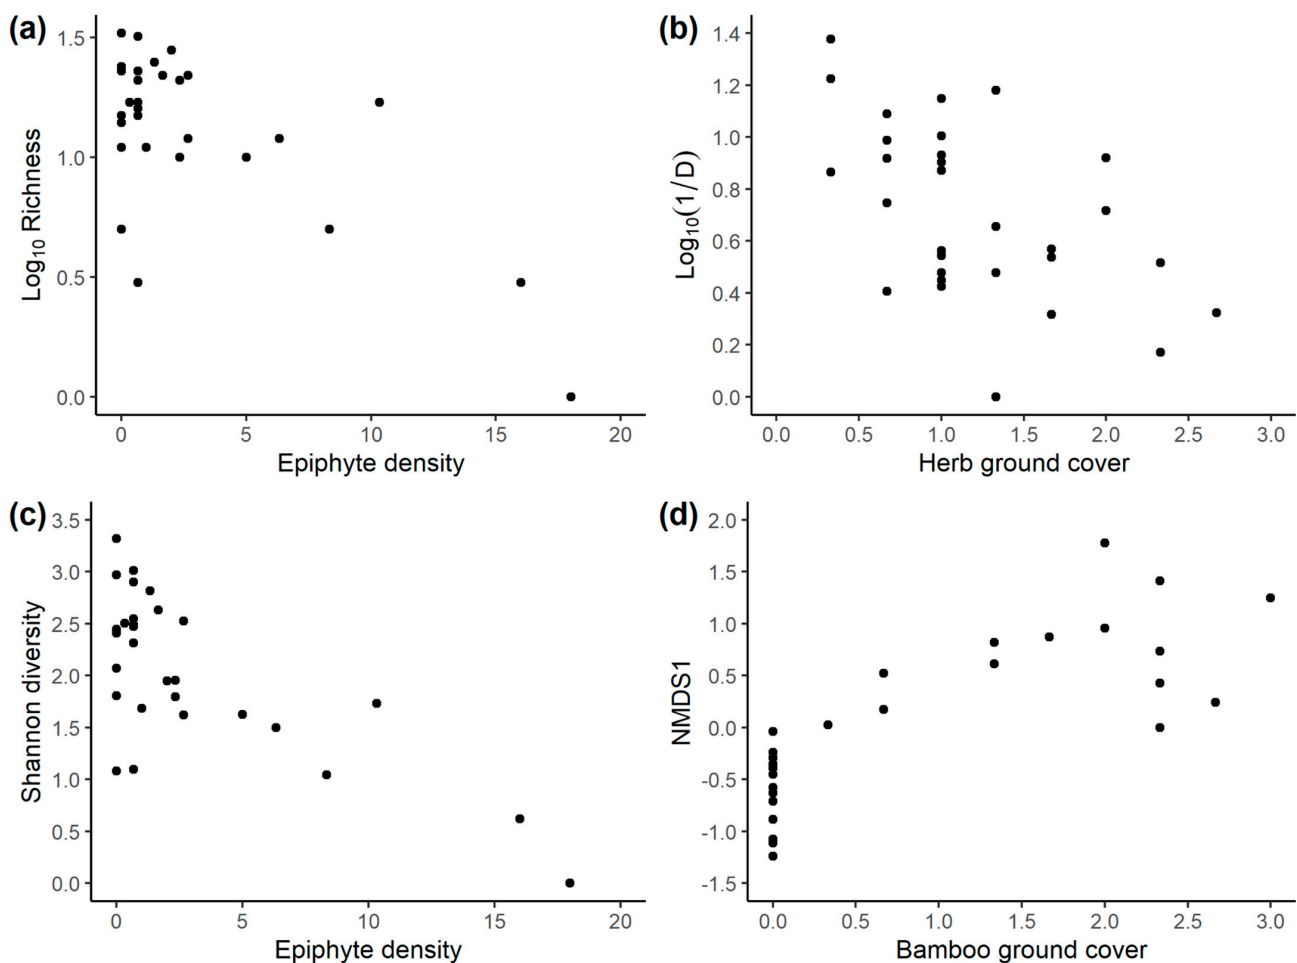 (a)
1.5
1.0
0.5
0.0
Log10 Richness
0 5 10 15 20
Epiphyte density
(b)
1.4
1.2
1.0
0.8
0.6
0.4
0.2
0.0
Log10(1/D)
0.0 0.5 1.0 1.5 2.0 2.5 3.0
Herb ground cover
(c)
3.5
3.0
2.5
2.0
1.5
1.0
0.5
0.0
Shannon diversity
0 5 10 15 20
Epiphyte density
(d)
2.0
1.5
1.0
0.5
0.0
-0.5
-1.0
-1.5
NMDS1
0.0 0.5 1.0 1.5 2.0 2.5 3.0
Bamboo ground cover